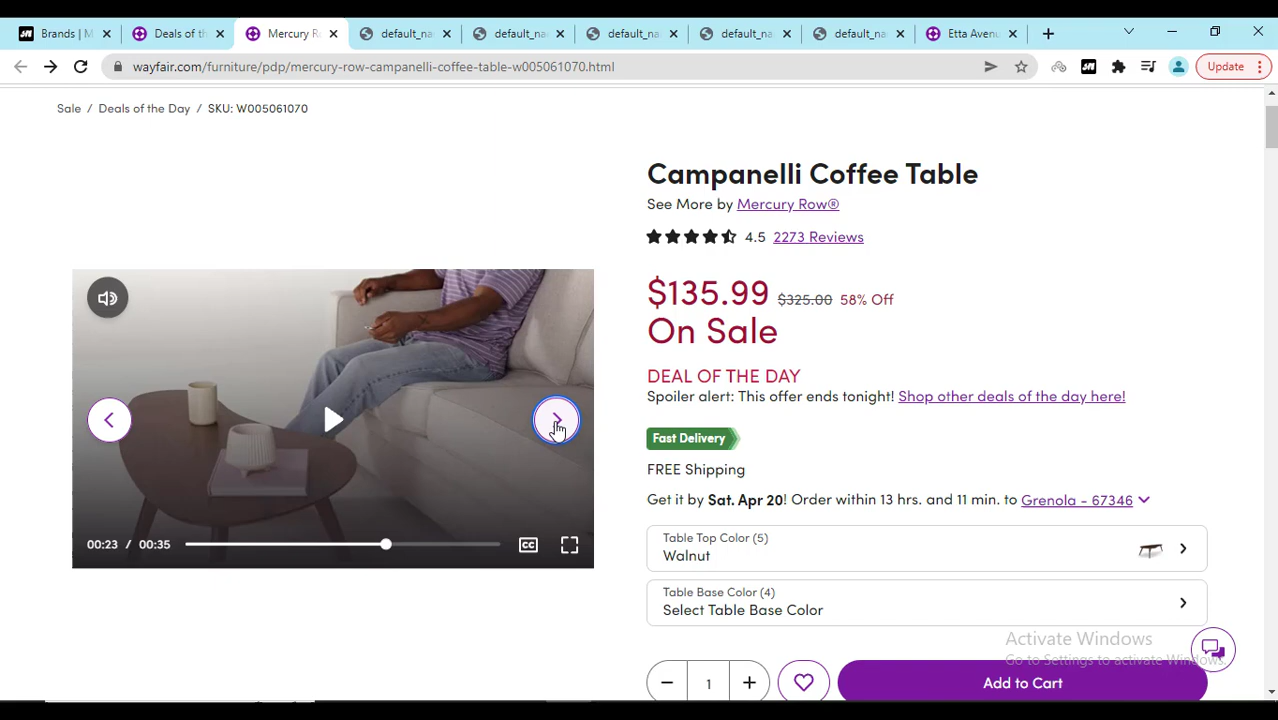 Brands | M
Deals of th
Mercury R
default_na
default_na
default_na
default_na
default_na
Etta Avenu
wayfair.com/furniture/pdp/mercury-row-campanelli-coffee-table-w005061070.html
Update
Sale / Deals of the Day / SKU: W005061070
Campanelli Coffee Table
See More by Mercury Row®
4.5 2273 Reviews
$135.99 $325.00 58% Off
On Sale
DEAL OF THE DAY
Spoiler alert: This offer ends tonight! Shop other deals of the day here!
Fast Delivery
FREE Shipping
Get it by Sat. Apr 20! Order within 13 hrs. and 11 min. to Grenola - 67346
Table Top Color (5)
Walnut
Table Base Color (4)
Select Table Base Color
00:23 / 00:35
CC
Activate Windows
Go to Settings to activate Windows.
1
Add to Cart